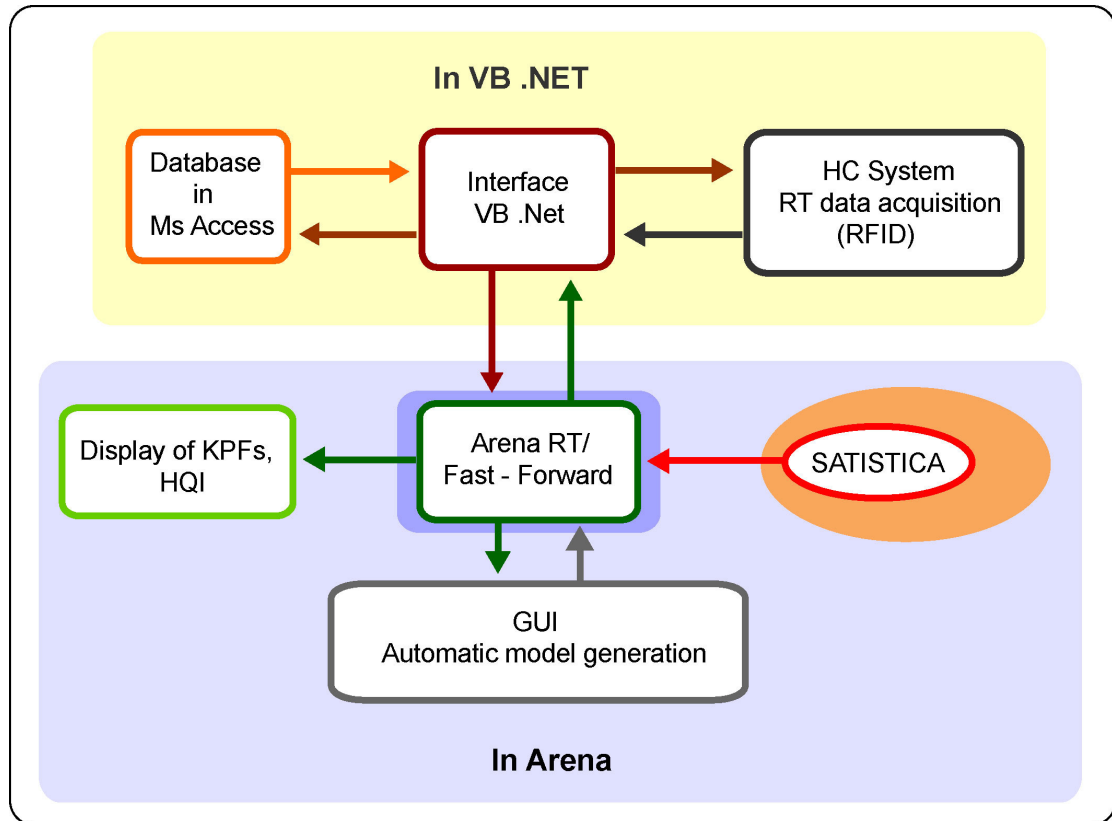 In VB .NET
Database
in
Ms Access
Interface
VB .Net
HC System
RT data acquisition
(RFID)
Display of KPFs,
HQI
Arena RT/
Fast - Forward
SATISTICA
GUI
Automatic model generation
In Arena